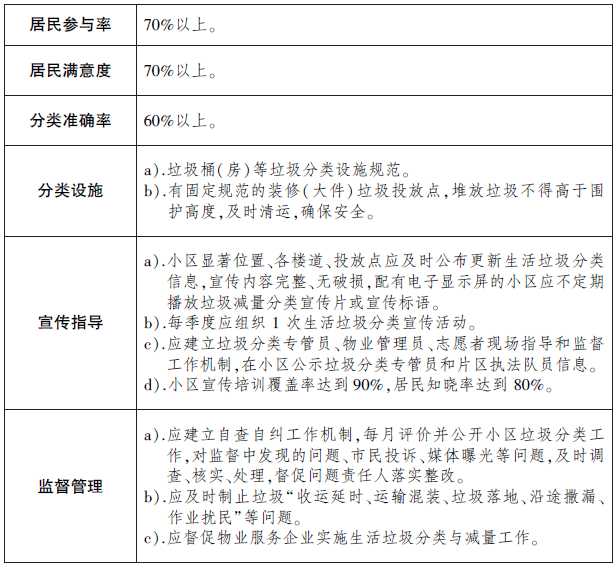 居民参与率 70%以上。
居民满意度 70%以上。
分类准确率 60%以上。
分类设施
a).垃圾桶(房)等垃圾分类设施规范。
b).有固定规范的装修(大件)垃圾投放点,堆放垃圾不得高于围
护高度,及时清运,确保安全。
宣传指导
a).小区显著位置、各楼道、投放点应及时公布更新生活垃圾分类
信息,宣传内容完整、无破损,配有电子显示屏的小区应不定期
播放垃圾减量分类宣传片或宣传标语。
b).每季度应组织 1 次生活垃圾分类宣传活动。
c).应建立垃圾分类专管员、物业管理员、志愿者现场指导和监督
工作机制,在小区公示垃圾分类专管员和片区执法队员信息。
d).小区宣传培训覆盖率达到 90%,居民知晓率达到 80%。
监督管理
a).应建立自查自纠工作机制,每月评价并公开小区垃圾分类工
作,对监督中发现的问题、市民投诉、媒体曝光等问题,及时调
查、核实、处理,督促问题责任人落实整改。
b).应及时制止垃圾“收运延时、运输混装、垃圾落地、沿途撒漏、
作业扰民”等问题。
c).应督促物业服务企业实施生活垃圾分类与减量工作。